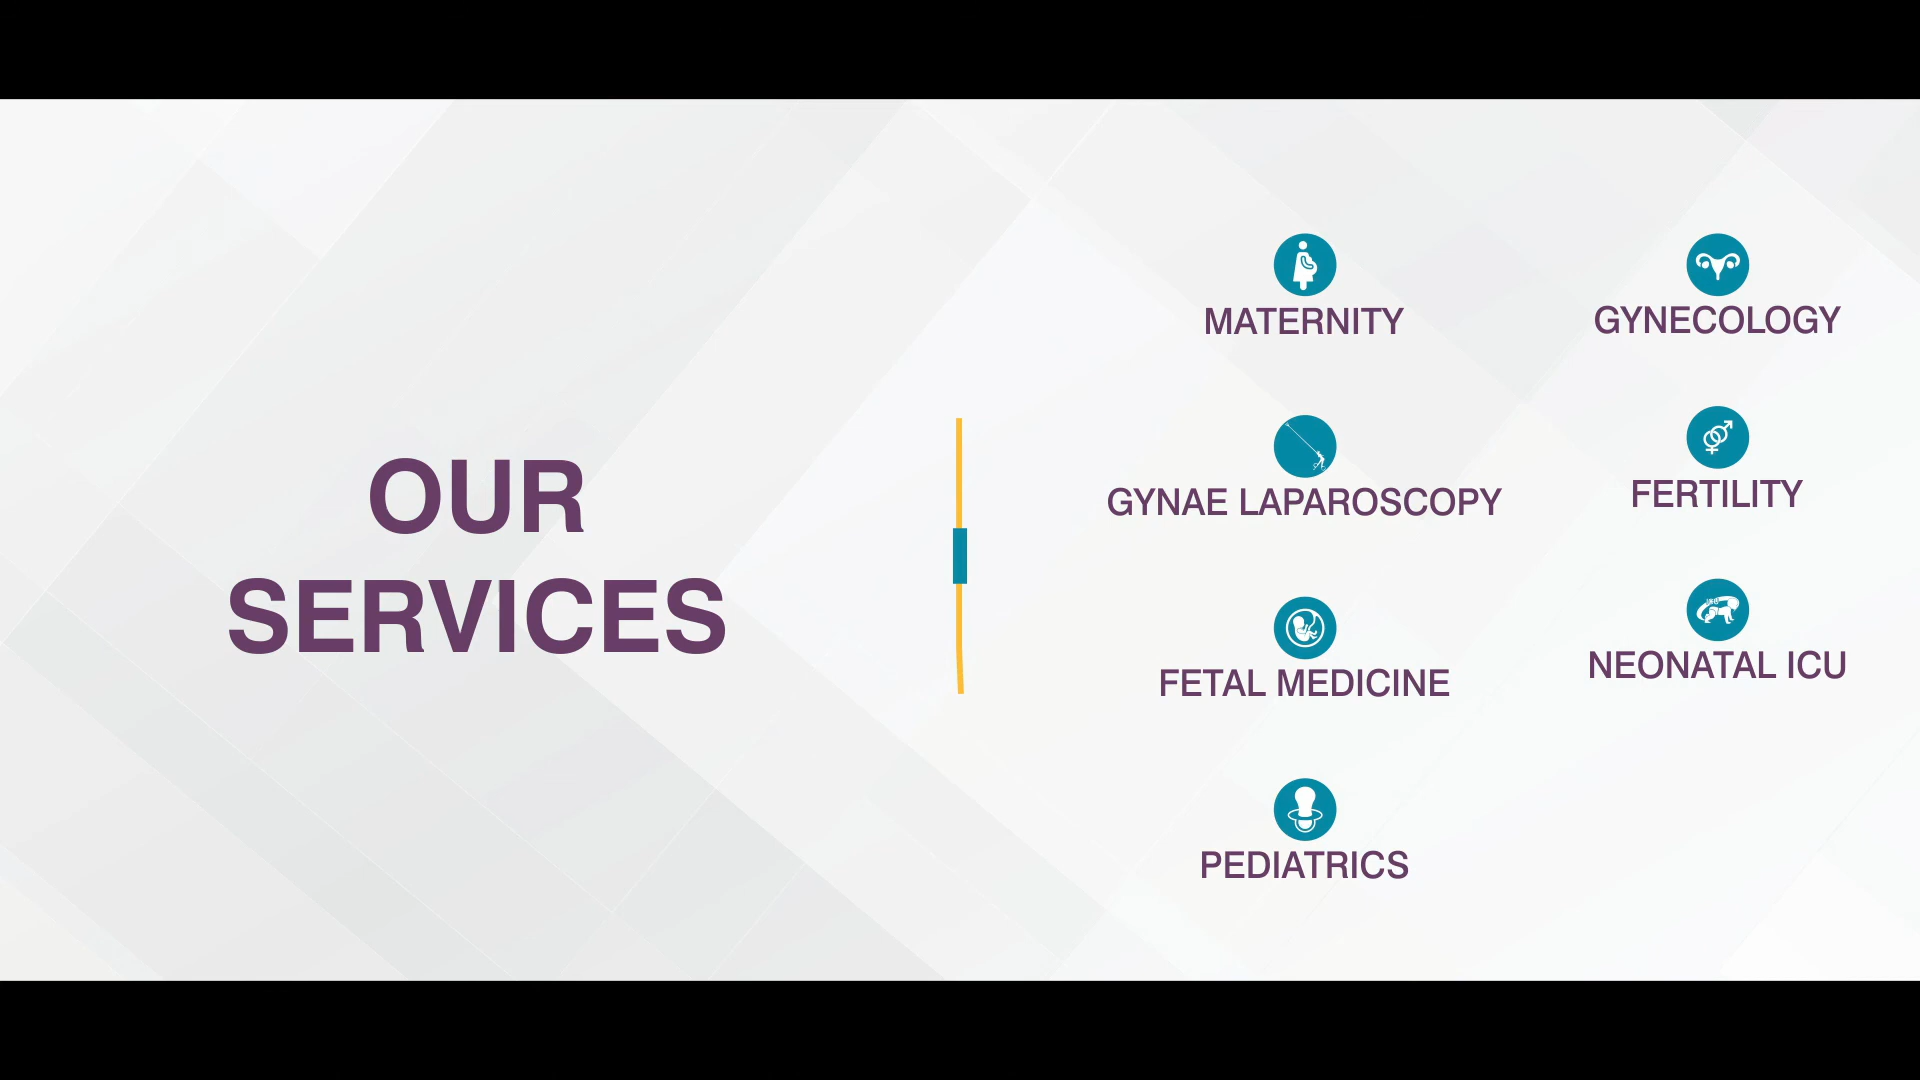 OUR
SERVICES
MATERNITY
GYNECOLOGY
GYNAE LAPAROSCOPY
FERTILITY
FETAL MEDICINE
NEONATAL ICU
PEDIATRICS